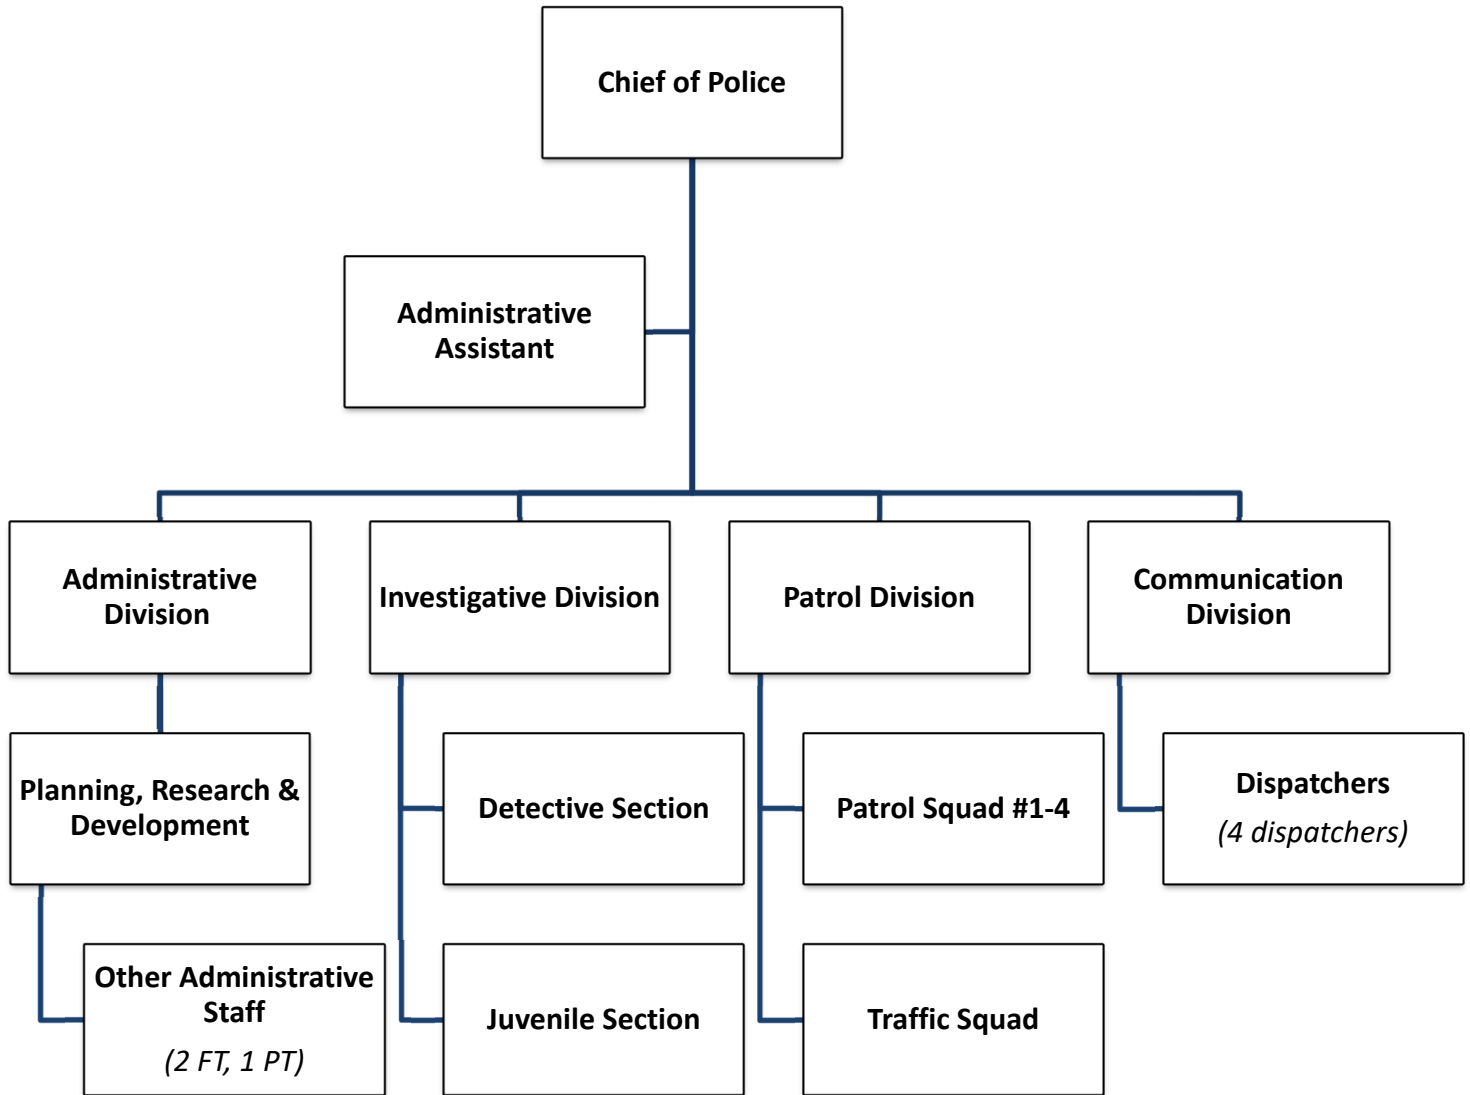 Chief of Police
Administrative
Assistant
Administrative
Division
Investigative Division
Patrol Division
Communication
Division
Planning, Research &
Development
Detective Section
Patrol Squad #1-4
Dispatchers
(4 dispatchers)
Other Administrative
Staff
(2 FT, 1 PT)
Juvenile Section
Traffic Squad